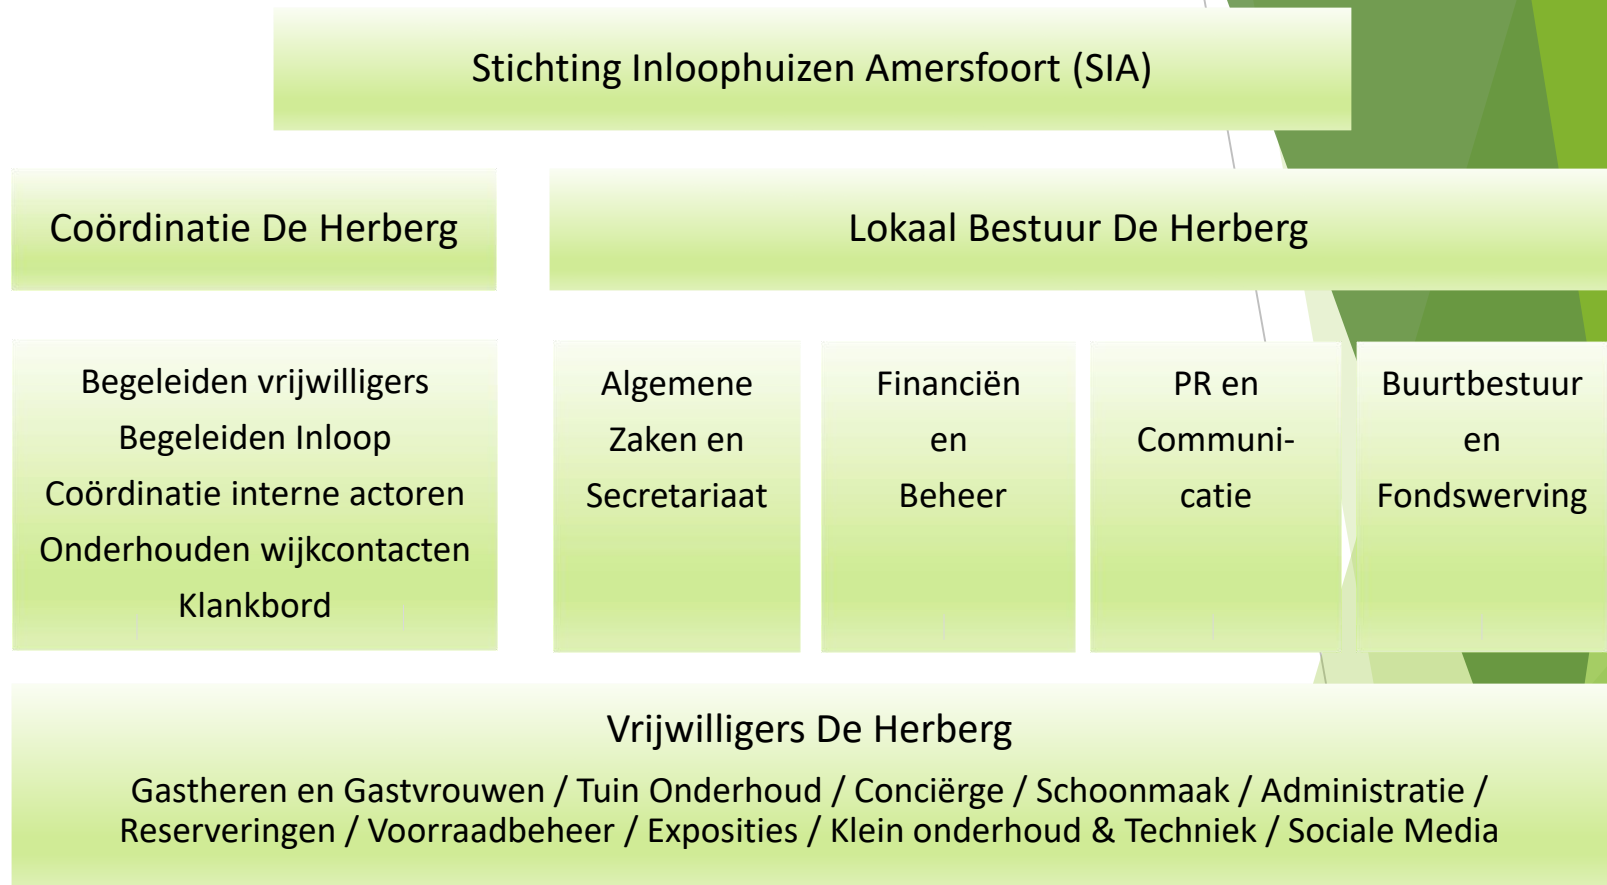 Stichting Inloophuizen Amersfoort (SIA)
Coördinatie De Herberg
Lokaal Bestuur De Herberg
Begeleiden vrijwilligers
Begeleiden Inloop
Coördinatie interne actoren
Onderhouden wijkcontacten
Klankbord
Algemene
Zaken en
Secretariaat
Financiën
en
Beheer
PR en
Communi-
catie
Buurtbestuur
en
Fondswerving
Vrijwilligers De Herberg
Gastheren en Gastvrouwen / Tuin Onderhoud / Conciërge / Schoonmaak / Administratie /
Reserveringen / Voorraadbeheer / Exposities / Klein onderhoud & Techniek / Sociale Media